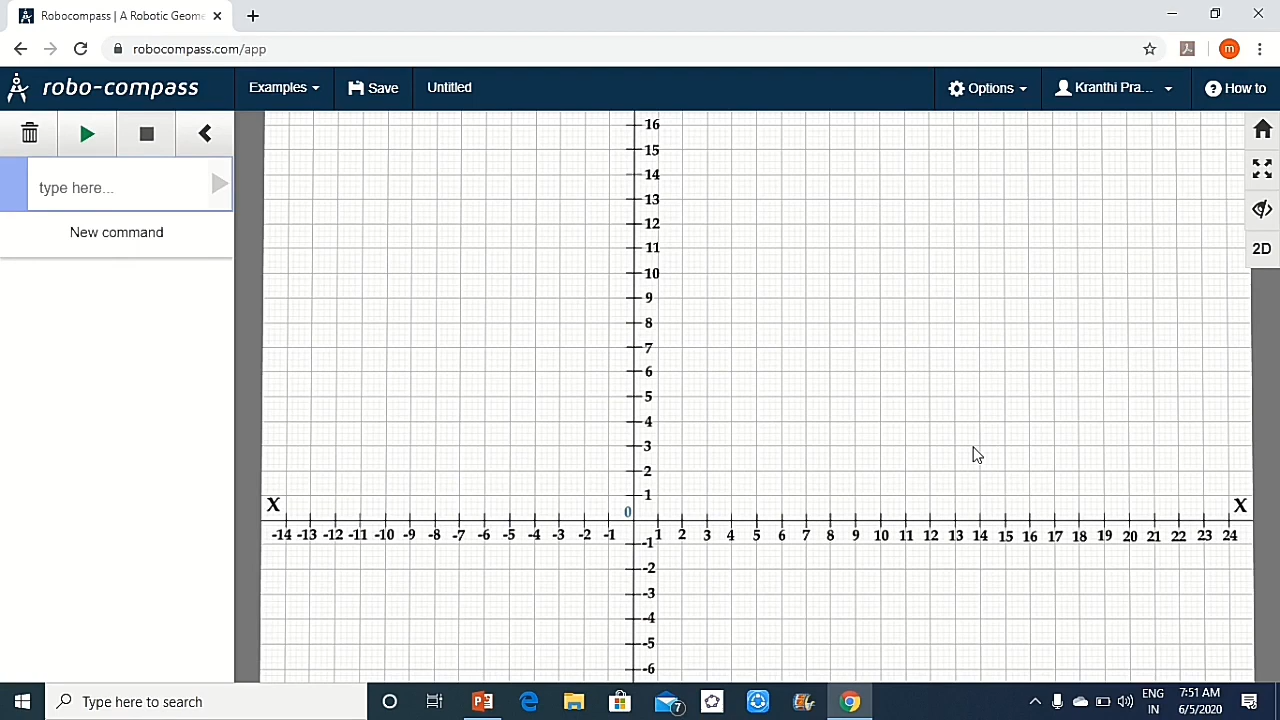 Robocompass | A Robotic Geome
robocompass.com/app
m
robo-compass
Examples
Save
Untitled
Options
Kranthi Pra...
How to
type here...
New command
2D
16
15
14
13
12
11
10
9
8
7
6
5
4
3
2
1
0
X
X
-14 -13 -12 -11 -10 -9 -8 -7 -6 -5 -4 -3 -2 -1 1 2 3 4 5 6 7 8 9 10 11 12 13 14 15 16 17 18 19 20 21 22 23 24
-1
-2
-3
-4
-5
-6
Type here to search
7
ENG
IN
7:51 AM
6/5/2020